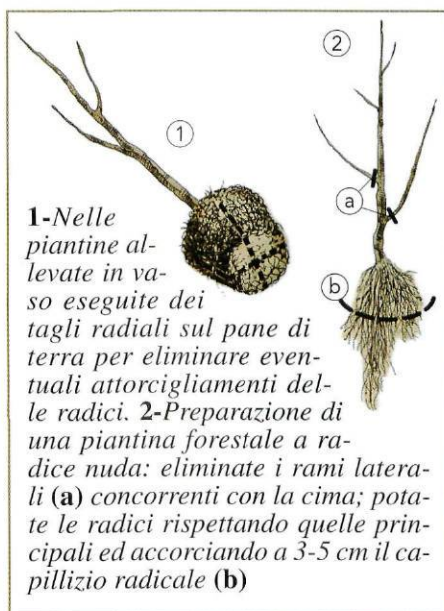 2
1
a
b
1-Nelle
piantine al-
levate in va-
so eseguite dei
tagli radiali sul pane di
terra per eliminare even-
tuali attorcigliamenti del-
le radici. 2-Preparazione di
una piantina forestale a ra-
dice nuda: eliminate i rami latera-
li (a) concorrenti con la cima; pota-
te le radici rispettando quelle prin-
cipali ed accorciando a 3-5 cm il ca-
pillizio radicale (b)